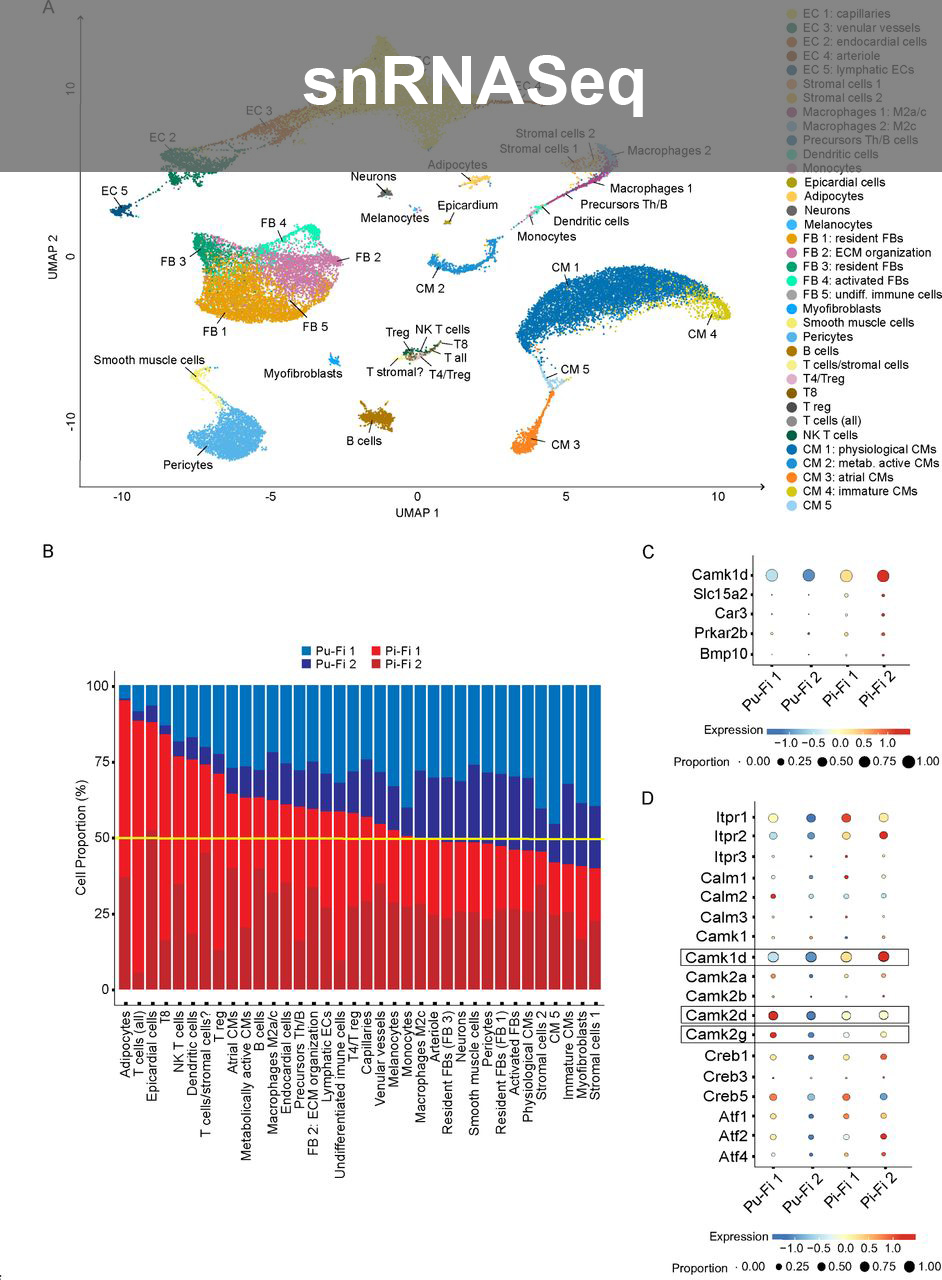 A
snRNASeq
EC 1: capillaries
EC 3: venular vessels
EC 2: endocardial cells
EC 4: arteriole
EC 5: lymphatic ECs
Stromal cells 1
Stromal cells 2
Macrophages 1: M2a/c
Macrophages 2: M2c
Precursors Th/B cells
Dendritic cells
Monocytes
Epicardial cells
Adipocytes
Neurons
Melanocytes
FB 1: resident FBs
FB 2: ECM organization
FB 3: resident FBs
FB 4: activated FBs
FB 5: undiff. immune cells
Myofibroblasts
Smooth muscle cells
Pericytes
B cells
T cells/stromal cells
T4/Treg
T8
T reg
T cells (all)
NK T cells
CM 1: physiological CMs
CM 2: metab. active CMs
CM 3: atrial CMs
CM 4: immature CMs
CM 5
EC 3
EC 2
EC 5
Stromal cells 2
Stromal cells 1
Macrophages 2
Adipocytes
Neurons
Macrophages 1
Precursors Th/B
Dendritic cells
Monocytes
Epicardium
Melanocytes
FB 4
FB 3
FB 2
FB 1
FB 5
CM 2
CM 1
CM 4
Treg
NK T cells
T8
T all
T stromal?
T4/Treg
Smooth muscle cells
Myofibroblasts
CM 5
CM 3
B cells
Pericytes
UMAP 2
10
0
-10
-10
-5
0
5
10
UMAP 1
B
Pu-Fi 1
Pi-Fi 1
Pu-Fi 2
Pi-Fi 2
Cell Proportion (%)
100
75
50
25
0
Adipocytes
T cells (all)
Epicardial cells
T8
NK T cells
Dendritic cells
T cells/stromal cells?
T reg
Atrial CMs
Metabolically active CMs
B cells
Macrophages M2a/c
Endocardial cells
Precursors Th/B
FB 2: ECM organization
Lymphatic ECs
Undifferentiated imune cells
T4/T reg
Capillaries
Venular vessels
Melanocytes
Monocytes
Macrophages M2c
Arteriole
Resident FBs (FB 3)
Neurons
Smooth muscle cells
Pericytes
Resident FBs (FB 1)
Activated FBs
Physiological CMs
Stromal cells 2
CM 5
Immature CMs
Myofibroblasts
Stromal cells 1
C
Camk1d
Slc15a2
Car3
Prkar2b
Bmp10
Pu-Fi 1
Pu-Fi 2
Pi-Fi 1
Pi-Fi 2
Expression
−1.0 −0.5 0.0 0.5 1.0
Proportion 0.00 0.25 0.50 0.75 1.00
D
Itpr1
Itpr2
Itpr3
Calm1
Calm2
Calm3
Camk1
Camk1d
Camk2a
Camk2b
Camk2d
Camk2g
Creb1
Creb3
Creb5
Atf1
Atf2
Atf4
Pu-Fi 1
Pu-Fi 2
Pi-Fi 1
Pi-Fi 2
Expression
−1.0 −0.5 0.0 0.5 1.0
Proportion 0.00 0.25 0.50 0.75 1.00